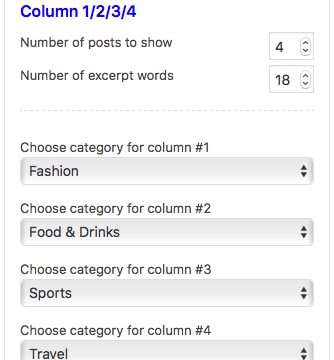 Column 1/2/3/4
Number of posts to show 4
Number of excerpt words 18
Choose category for column #1
Fashion
Choose category for column #2
Food & Drinks
Choose category for column #3
Sports
Choose category for column #4
Travel